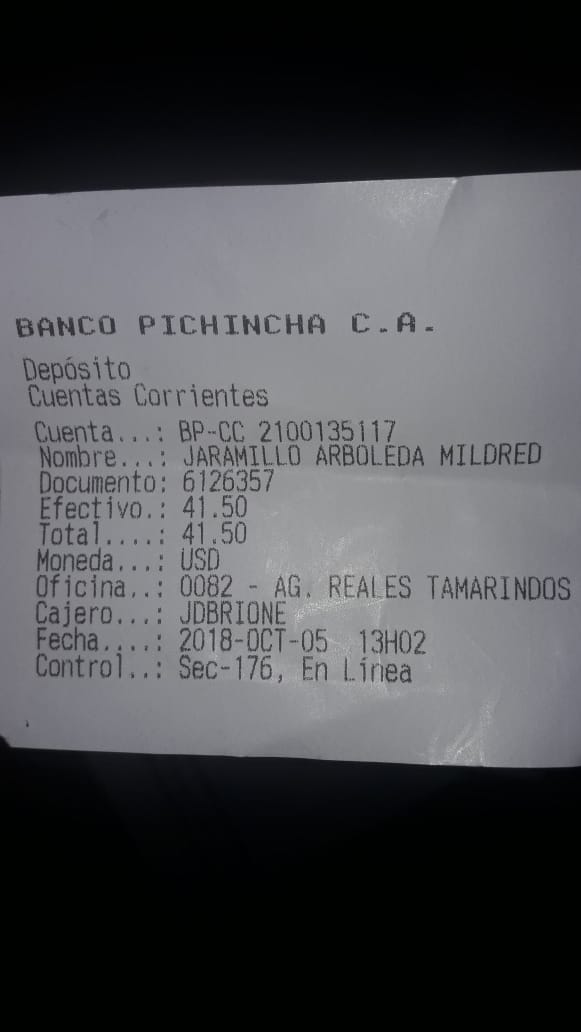 BANCO PICHINCHA C.A.
Depósito
Cuentas Corrientes
Cuenta...: BP-CC 2100135117
Nombre...: JARAMILLO ARBOLEDA MILDRED
Documento: 6126357
Efectivo.: 41.50
Total....: 41.50
Moneda...: USD
Oficina..: 0082 - AG. REALES TAMARINDOS
Cajero...: JDBRIONE
Fecha....: 2018-OCT-05 13H02
Control..: Sec-176, En Línea